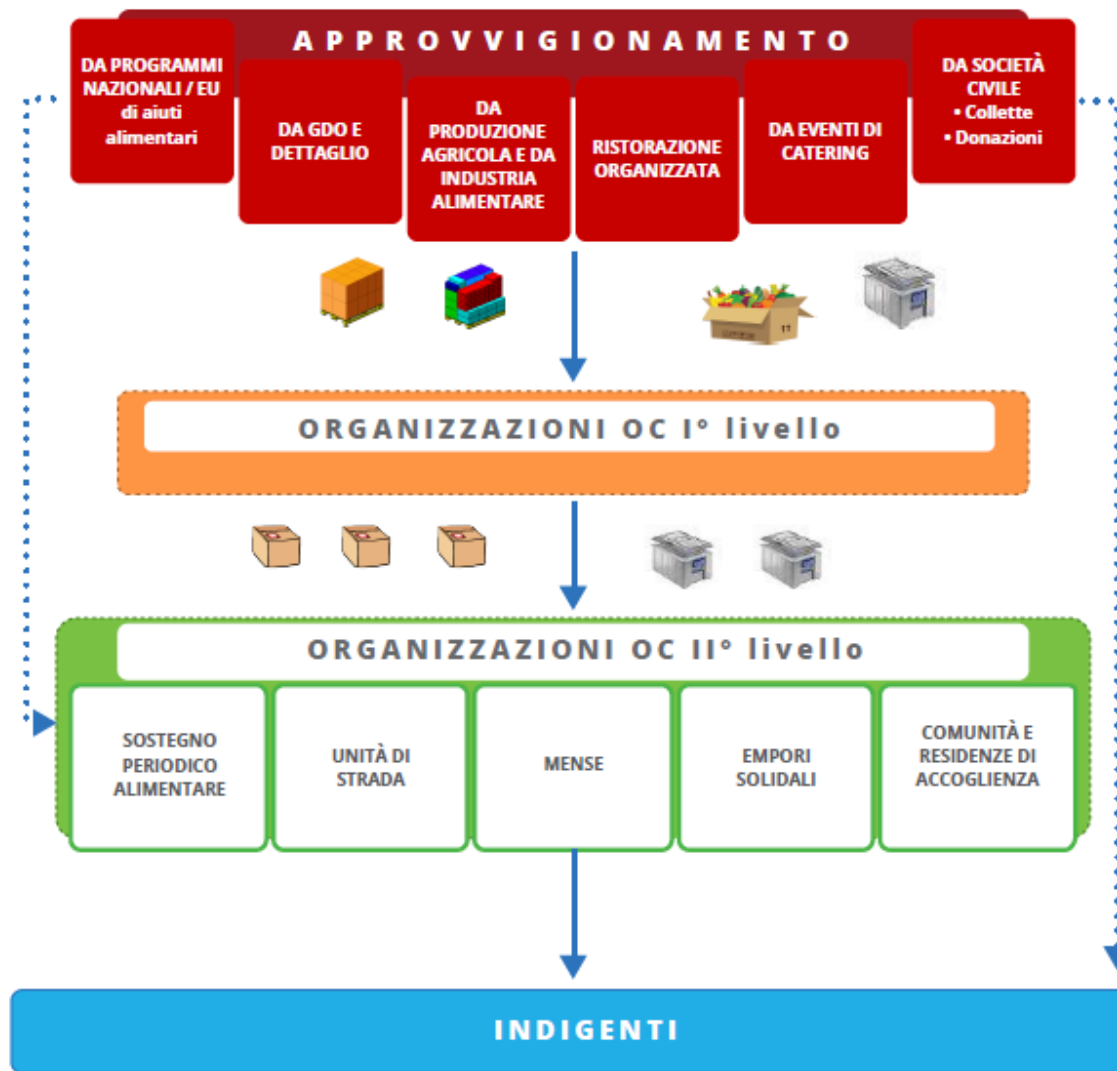 APPROVVIGIONAMENTO
DA PROGRAMMI
NAZIONALI / EU
di aiuti
alimentari
DA GDO E
DETTAGLIO
DA
PRODUZIONE
AGRICOLA E DA
INDUSTRIA
ALIMENTARE
RISTORAZIONE
ORGANIZZATA
DA EVENTI DI
CATERING
DA SOCIETÀ
CIVILE
• Collette
• Donazioni
ORGANIZZAZIONI OC I° livello
ORGANIZZAZIONI OC II° livello
SOSTEGNO
PERIODICO
ALIMENTARE
UNITÀ DI
STRADA
MENSE
EMPORI
SOLIDALI
COMUNITÀ E
RESIDENZE DI
ACCOGLIENZA
INDIGENTI